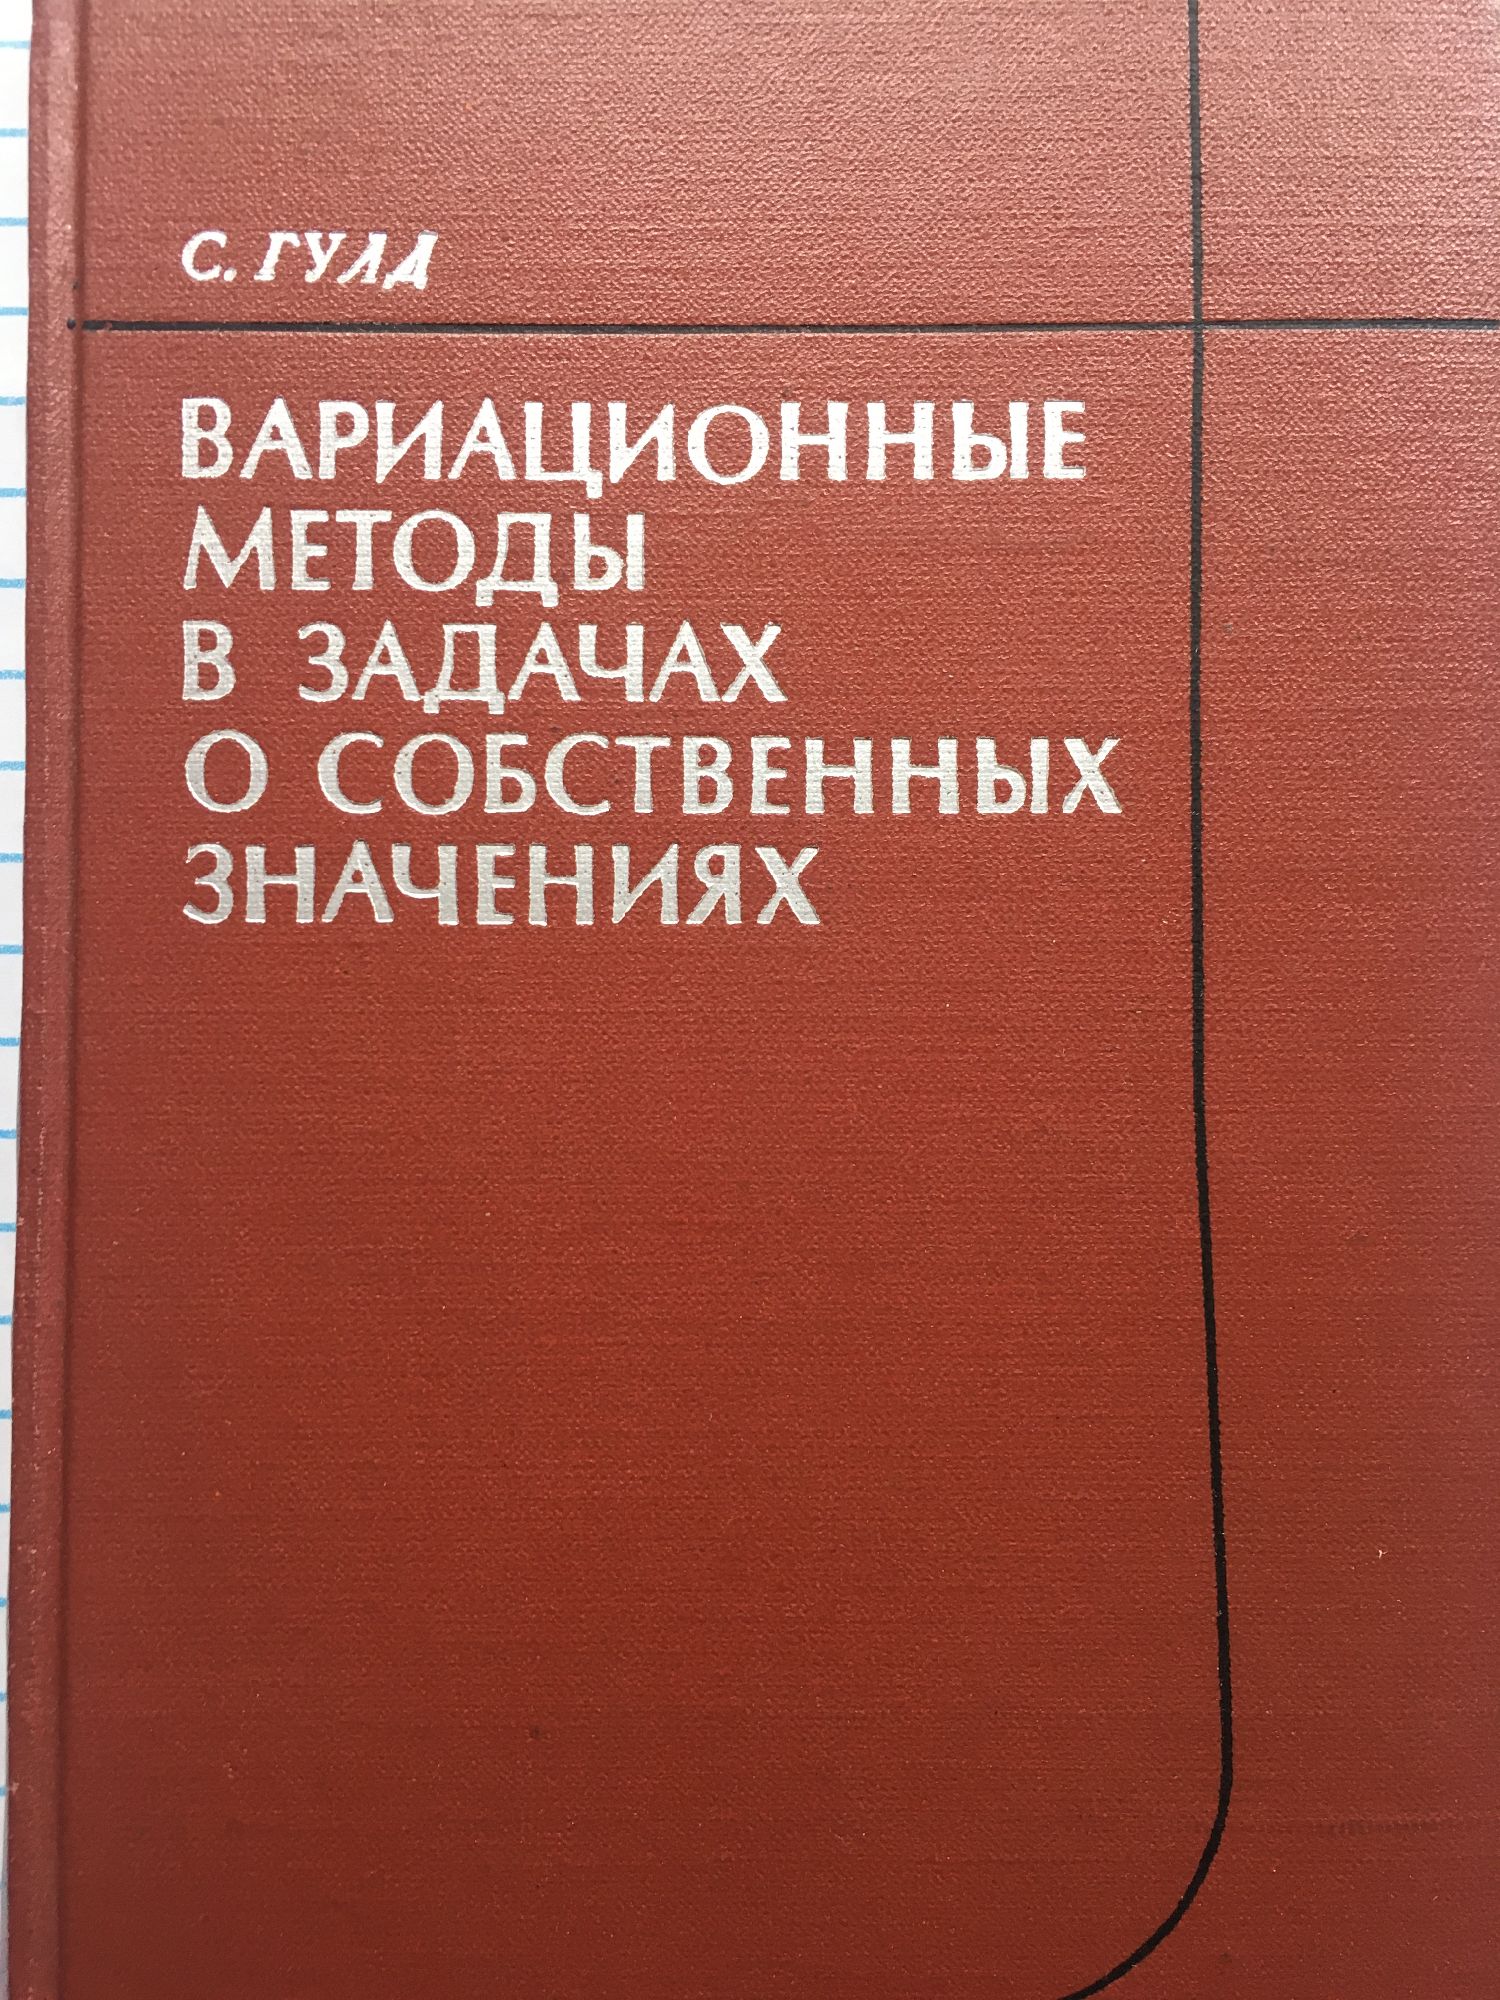 С. ГУЛД
ВАРИАЦИОННЫЕ
МЕТОДЫ
В ЗАДАЧАХ
О СОБСТВЕННЫХ
ЗНАЧЕНИЯХ